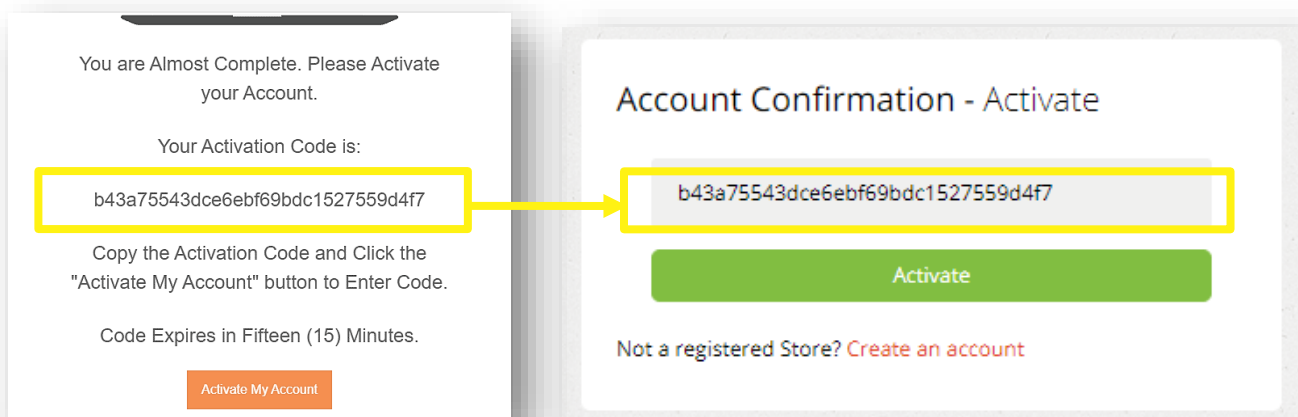 You are Almost Complete. Please Activate
your Account.
Your Activation Code is:
b43a75543dce6ebf69bdc1527559d4f7
Copy the Activation Code and Click the
"Activate My Account" button to Enter Code.
Code Expires in Fifteen (15) Minutes.
Activate My Account
Account Confirmation - Activate
b43a75543dce6ebf69bdc1527559d4f7
Activate
Not a registered Store? Create an account